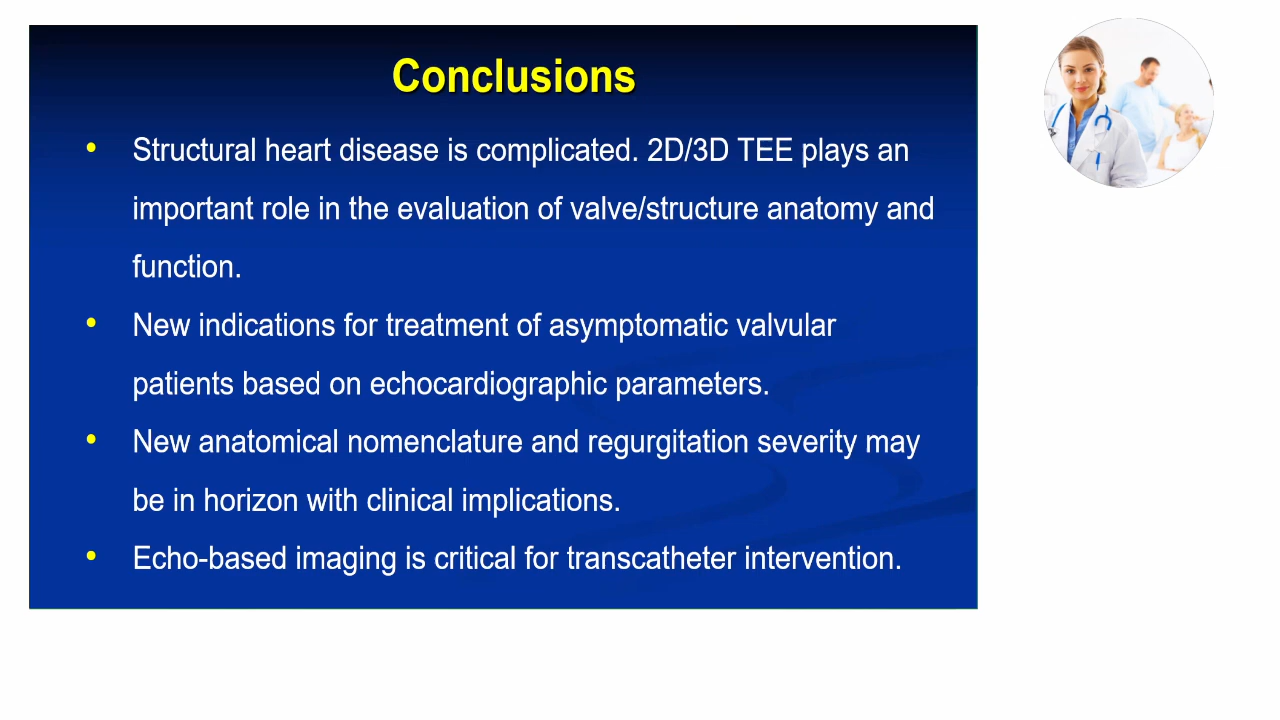 Conclusions
• Structural heart disease is complicated. 2D/3D TEE plays an
important role in the evaluation of valve/structure anatomy and
function.
• New indications for treatment of asymptomatic valvular
patients based on echocardiographic parameters.
• New anatomical nomenclature and regurgitation severity may
be in horizon with clinical implications.
• Echo-based imaging is critical for transcatheter intervention.